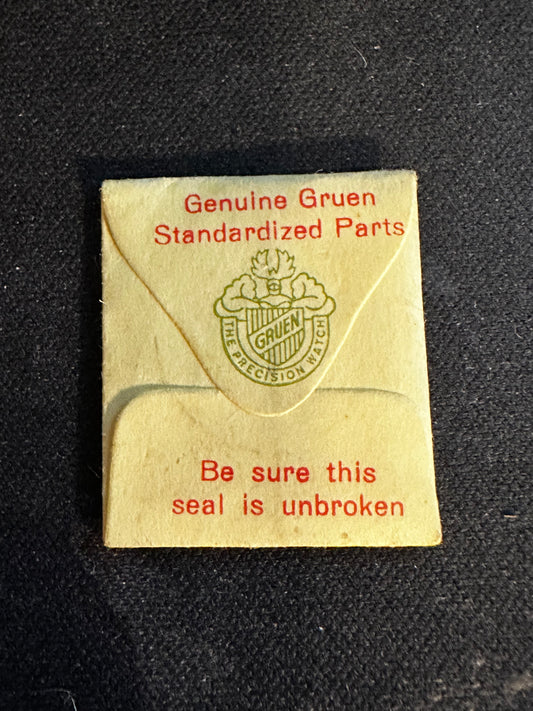 Genuine Gruen
Standardized Parts
GRUEN
THE PRECISION WATCH
Be sure this
seal is unbroken